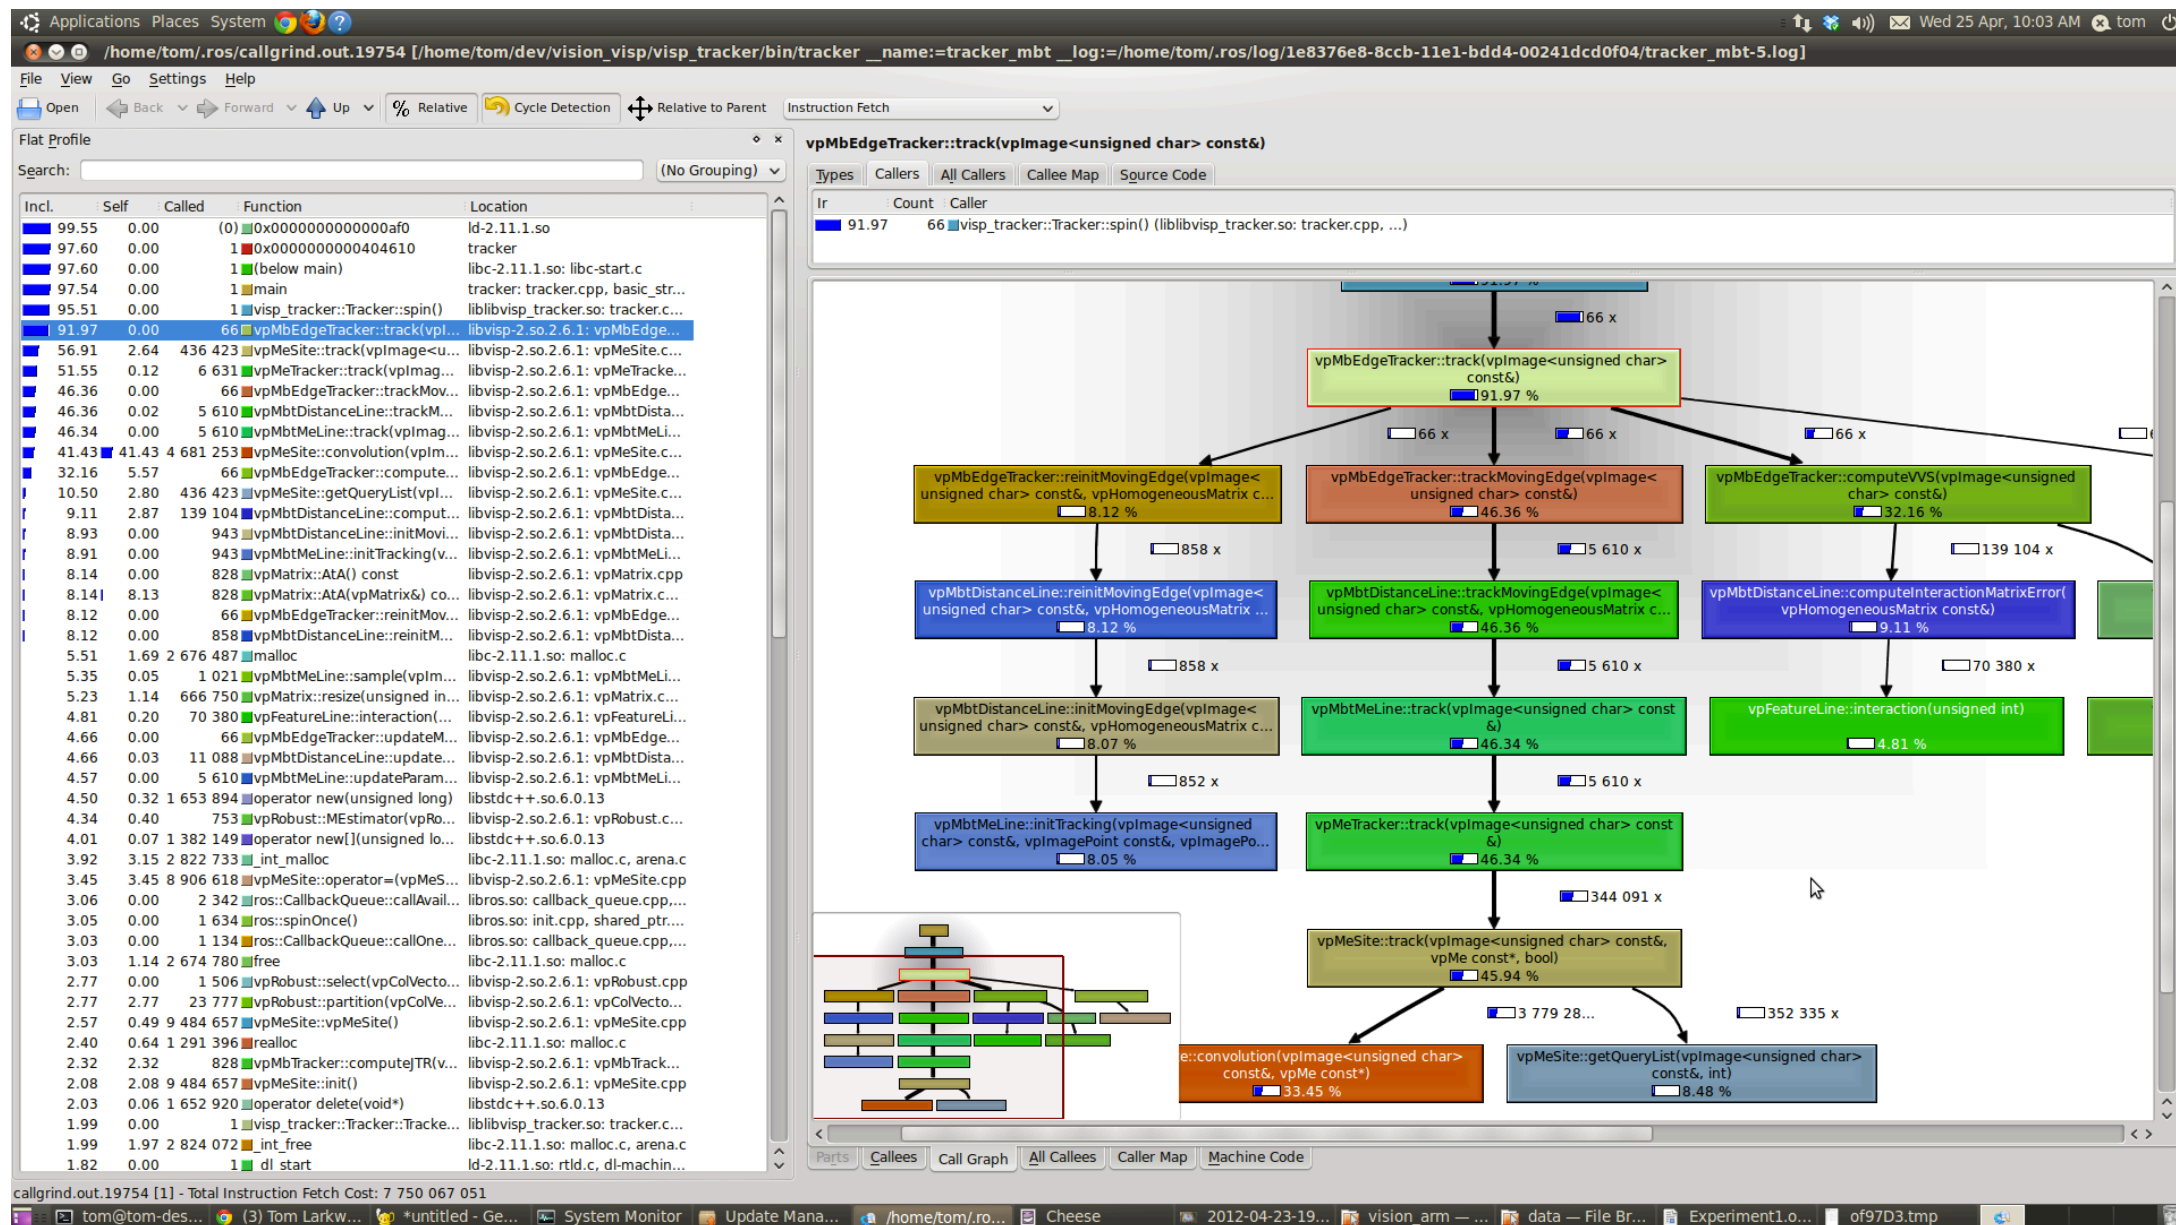 Applications Places System
Wed 25 Apr, 10:03 AM tom
/home/tom/.ros/callgrind.out.19754 [/home/tom/dev/vision_visp/visp_tracker/bin/tracker __name:=tracker_mbt __log:=/home/tom/.ros/log/1e8376e8-8ccb-11e1-bdd4-00241dcd0f04/tracker_mbt-5.log]
File View Go Settings Help
Open Back Forward Up % Relative Cycle Detection Relative to Parent Instruction Fetch
Flat Profile
Search: (No Grouping)
Incl. Self Called Function Location
99.55 0.00 (0) 0x0000000000000af0 ld-2.11.1.so
97.60 0.00 1 0x0000000000404610 tracker
97.60 0.00 1 (below main) libc-2.11.1.so: libc-start.c
97.54 0.00 1 main tracker: tracker.cpp, basic_str...
95.51 0.00 1 visp_tracker::Tracker::spin() liblibvisp_tracker.so: tracker.c...
91.97 0.00 66 vpMbEdgeTracker::track(vpI... libvisp-2.so.2.6.1: vpMbEdge...
56.91 2.64 436 423 vpMeSite::track(vpImage<u... libvisp-2.so.2.6.1: vpMeSite.c...
51.55 0.12 6 631 vpMeTracker::track(vpImag... libvisp-2.so.2.6.1: vpMeTracke...
46.36 0.00 66 vpMbEdgeTracker::trackMov... libvisp-2.so.2.6.1: vpMbEdge...
46.36 0.02 5 610 vpMbtDistanceLine::trackM... libvisp-2.so.2.6.1: vpMbtDista...
46.34 0.00 5 610 vpMbtMeLine::track(vpImag... libvisp-2.so.2.6.1: vpMbtMeLi...
41.43 41.43 4 681 253 vpMeSite::convolution(vpIm... libvisp-2.so.2.6.1: vpMeSite.c...
32.16 5.57 66 vpMbEdgeTracker::compute... libvisp-2.so.2.6.1: vpMbEdge...
10.50 2.80 436 423 vpMeSite::getQueryList(vpI... libvisp-2.so.2.6.1: vpMeSite.c...
9.11 2.87 139 104 vpMbtDistanceLine::comput... libvisp-2.so.2.6.1: vpMbtDista...
8.93 0.00 943 vpMbtDistanceLine::initMovi... libvisp-2.so.2.6.1: vpMbtDista...
8.91 0.00 943 vpMbtMeLine::initTracking(v... libvisp-2.so.2.6.1: vpMbtMeLi...
8.14 0.00 828 vpMatrix::AtA() const libvisp-2.so.2.6.1: vpMatrix.cpp
8.14 8.13 828 vpMatrix::AtA(vpMatrix&) co... libvisp-2.so.2.6.1: vpMatrix.c...
8.12 0.00 66 vpMbEdgeTracker::reinitMov... libvisp-2.so.2.6.1: vpMbEdge...
8.12 0.00 858 vpMbtDistanceLine::reinitM... libvisp-2.so.2.6.1: vpMbtDista...
5.51 1.69 2 676 487 malloc libc-2.11.1.so: malloc.c
5.35 0.05 1 021 vpMbtMeLine::sample(vpIma... libvisp-2.so.2.6.1: vpMbtMeLi...
5.23 1.14 666 750 vpMatrix::resize(unsigned in... libvisp-2.so.2.6.1: vpMatrix.c...
4.81 0.20 70 380 vpFeatureLine::interaction(... libvisp-2.so.2.6.1: vpFeatureLi...
4.66 0.00 66 vpMbEdgeTracker::updateM... libvisp-2.so.2.6.1: vpMbEdge...
4.66 0.03 11 088 vpMbtDistanceLine::update... libvisp-2.so.2.6.1: vpMbtDista...
4.57 0.00 5 610 vpMbtMeLine::updateParam... libvisp-2.so.2.6.1: vpMbtMeLi...
4.50 0.32 1 653 894 operator new(unsigned long) libstdc++.so.6.0.13
4.34 0.40 753 vpRobust::MEstimator(vpRo... libvisp-2.so.2.6.1: vpRobust.c...
4.01 0.07 1 382 149 operator new[](unsigned lo... libstdc++.so.6.0.13
3.92 3.15 2 822 733 _int_malloc libc-2.11.1.so: malloc.c, arena.c
3.45 3.45 8 906 618 vpMeSite::operator=(vpMeS... libvisp-2.so.2.6.1: vpMeSite.cpp
3.06 0.00 2 342 ros::CallbackQueue::callAvail... libros.so: callback_queue.cpp,...
3.05 0.00 1 634 ros::spinOnce() libros.so: init.cpp, shared_ptr....
3.03 0.00 1 134 ros::CallbackQueue::callOne... libros.so: callback_queue.cpp,...
3.03 1.14 2 674 780 free libc-2.11.1.so: malloc.c
2.77 0.00 1 506 vpRobust::select(vpColVecto... libvisp-2.so.2.6.1: vpRobust.cpp
2.77 2.77 23 777 vpRobust::partition(vpColVe... libvisp-2.so.2.6.1: vpColVecto...
2.57 0.49 9 484 657 vpMeSite::vpMeSite() libvisp-2.so.2.6.1: vpMeSite.cpp
2.40 0.64 1 291 396 realloc libc-2.11.1.so: malloc.c
2.32 2.32 828 vpMbTracker::computeJTR(v... libvisp-2.so.2.6.1: vpMbTrack...
2.08 2.08 9 484 657 vpMeSite::init() libvisp-2.so.2.6.1: vpMeSite.cpp
2.03 0.06 1 652 920 operator delete(void*) libstdc++.so.6.0.13
1.99 0.00 1 visp_tracker::Tracker::Tracke... liblibvisp_tracker.so: tracker.c...
1.99 1.97 2 824 072 _int_free libc-2.11.1.so: malloc.c, arena.c
1.82 0.00 1 _dl_start ld-2.11.1.so: rtld.c, dl-machin...
vpMbEdgeTracker::track(vpImage<unsigned char> const&)
Types Callers All Callers Callee Map Source Code
Ir Count Caller
91.97 66 visp_tracker::Tracker::spin() (liblibvisp_tracker.so: tracker.cpp, ...)
91.97 %
66 x
vpMbEdgeTracker::track(vpImage<unsigned char>
const&)
91.97 %
66 x 66 x 66 x
vpMbEdgeTracker::reinitMovingEdge(vpImage<
unsigned char> const&, vpHomogeneousMatrix c...
8.12 %
vpMbEdgeTracker::trackMovingEdge(vpImage<
unsigned char> const&)
46.36 %
vpMbEdgeTracker::computeVVS(vpImage<unsigned
char> const&)
32.16 %
858 x 5 610 x 139 104 x
vpMbtDistanceLine::reinitMovingEdge(vpImage<
unsigned char> const&, vpHomogeneousMatrix ...
8.12 %
vpMbtDistanceLine::trackMovingEdge(vpImage<
unsigned char> const&, vpHomogeneousMatrix c...
46.36 %
vpMbtDistanceLine::computeInteractionMatrixError(
vpHomogeneousMatrix const&)
9.11 %
858 x 5 610 x 70 380 x
vpMbtDistanceLine::initMovingEdge(vpImage<
unsigned char> const&, vpHomogeneousMatrix c...
8.07 %
vpMbtMeLine::track(vpImage<unsigned char> const
&)
46.34 %
vpFeatureLine::interaction(unsigned int)
4.81 %
852 x 5 610 x
vpMbtMeLine::initTracking(vpImage<unsigned
char> const&, vpImagePoint const&, vpImagePo...
8.05 %
vpMeTracker::track(vpImage<unsigned char> const
&)
46.34 %
344 091 x
vpMeSite::track(vpImage<unsigned char> const&,
vpMe const*, bool)
45.94 %
3 779 28... 352 335 x
e::convolution(vpImage<unsigned char>
const&, vpMe const*)
33.45 %
vpMeSite::getQueryList(vpImage<unsigned char>
const&, int)
8.48 %
Parts Callees Call Graph All Callees Caller Map Machine Code
callgrind.out.19754 [1] - Total Instruction Fetch Cost: 7 750 067 051
tom@tom-des... (3) Tom Larkw... *untitled - Ge... System Monitor Update Mana... /home/tom/.ro... Cheese 2012-04-23-19... vision_arm — ... data — File Br... Experiment1.o... of97D3.tmp